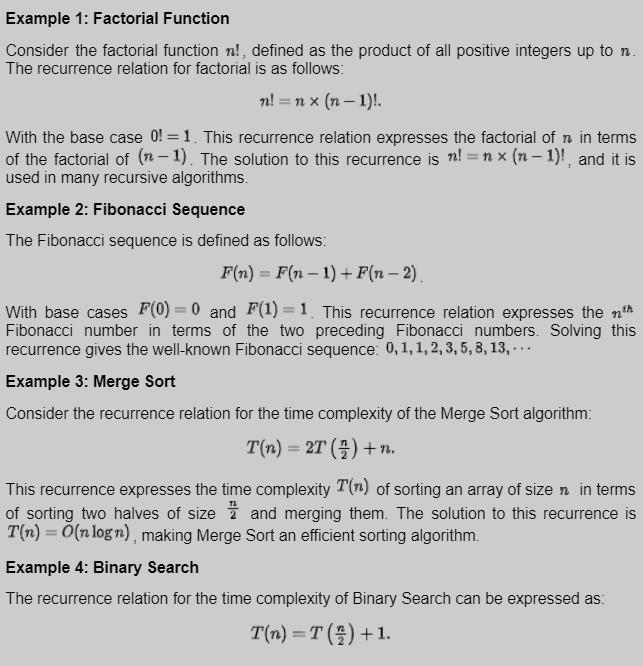 Example 1: Factorial Function
Consider the factorial function n!, defined as the product of all positive integers up to n.
The recurrence relation for factorial is as follows:
n! = n × (n − 1)!.
With the base case 0! = 1. This recurrence relation expresses the factorial of n in terms
of the factorial of (n − 1). The solution to this recurrence is n! = n × (n − 1)!, and it is
used in many recursive algorithms.
Example 2: Fibonacci Sequence
The Fibonacci sequence is defined as follows:
F(n) = F(n − 1) + F(n − 2).
With base cases F(0) = 0 and F(1) = 1. This recurrence relation expresses the n^th
Fibonacci number in terms of the two preceding Fibonacci numbers. Solving this
recurrence gives the well-known Fibonacci sequence: 0, 1, 1, 2, 3, 5, 8, 13, ···
Example 3: Merge Sort
Consider the recurrence relation for the time complexity of the Merge Sort algorithm:
T(n) = 2T(n/2) + n.
This recurrence expresses the time complexity T(n) of sorting an array of size n in terms
of sorting two halves of size n/2 and merging them. The solution to this recurrence is
T(n) = O(n log n), making Merge Sort an efficient sorting algorithm.
Example 4: Binary Search
The recurrence relation for the time complexity of Binary Search can be expressed as:
T(n) = T(n/2) + 1.